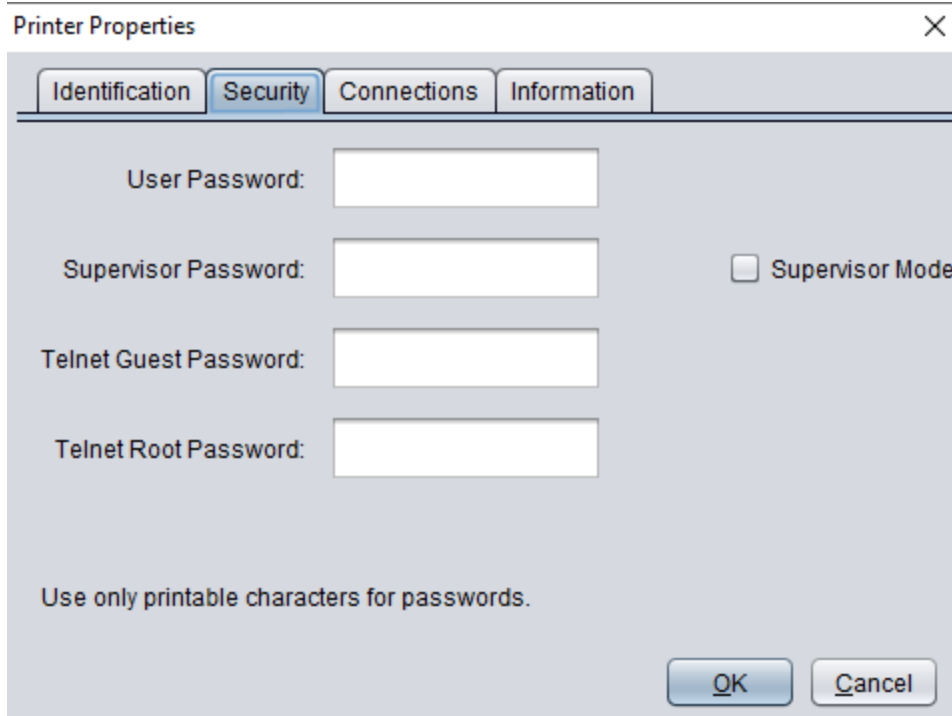 Printer Properties
Identification Security Connections Information
User Password:
Supervisor Password: Supervisor Mode
Telnet Guest Password:
Telnet Root Password:
Use only printable characters for passwords.
OK Cancel